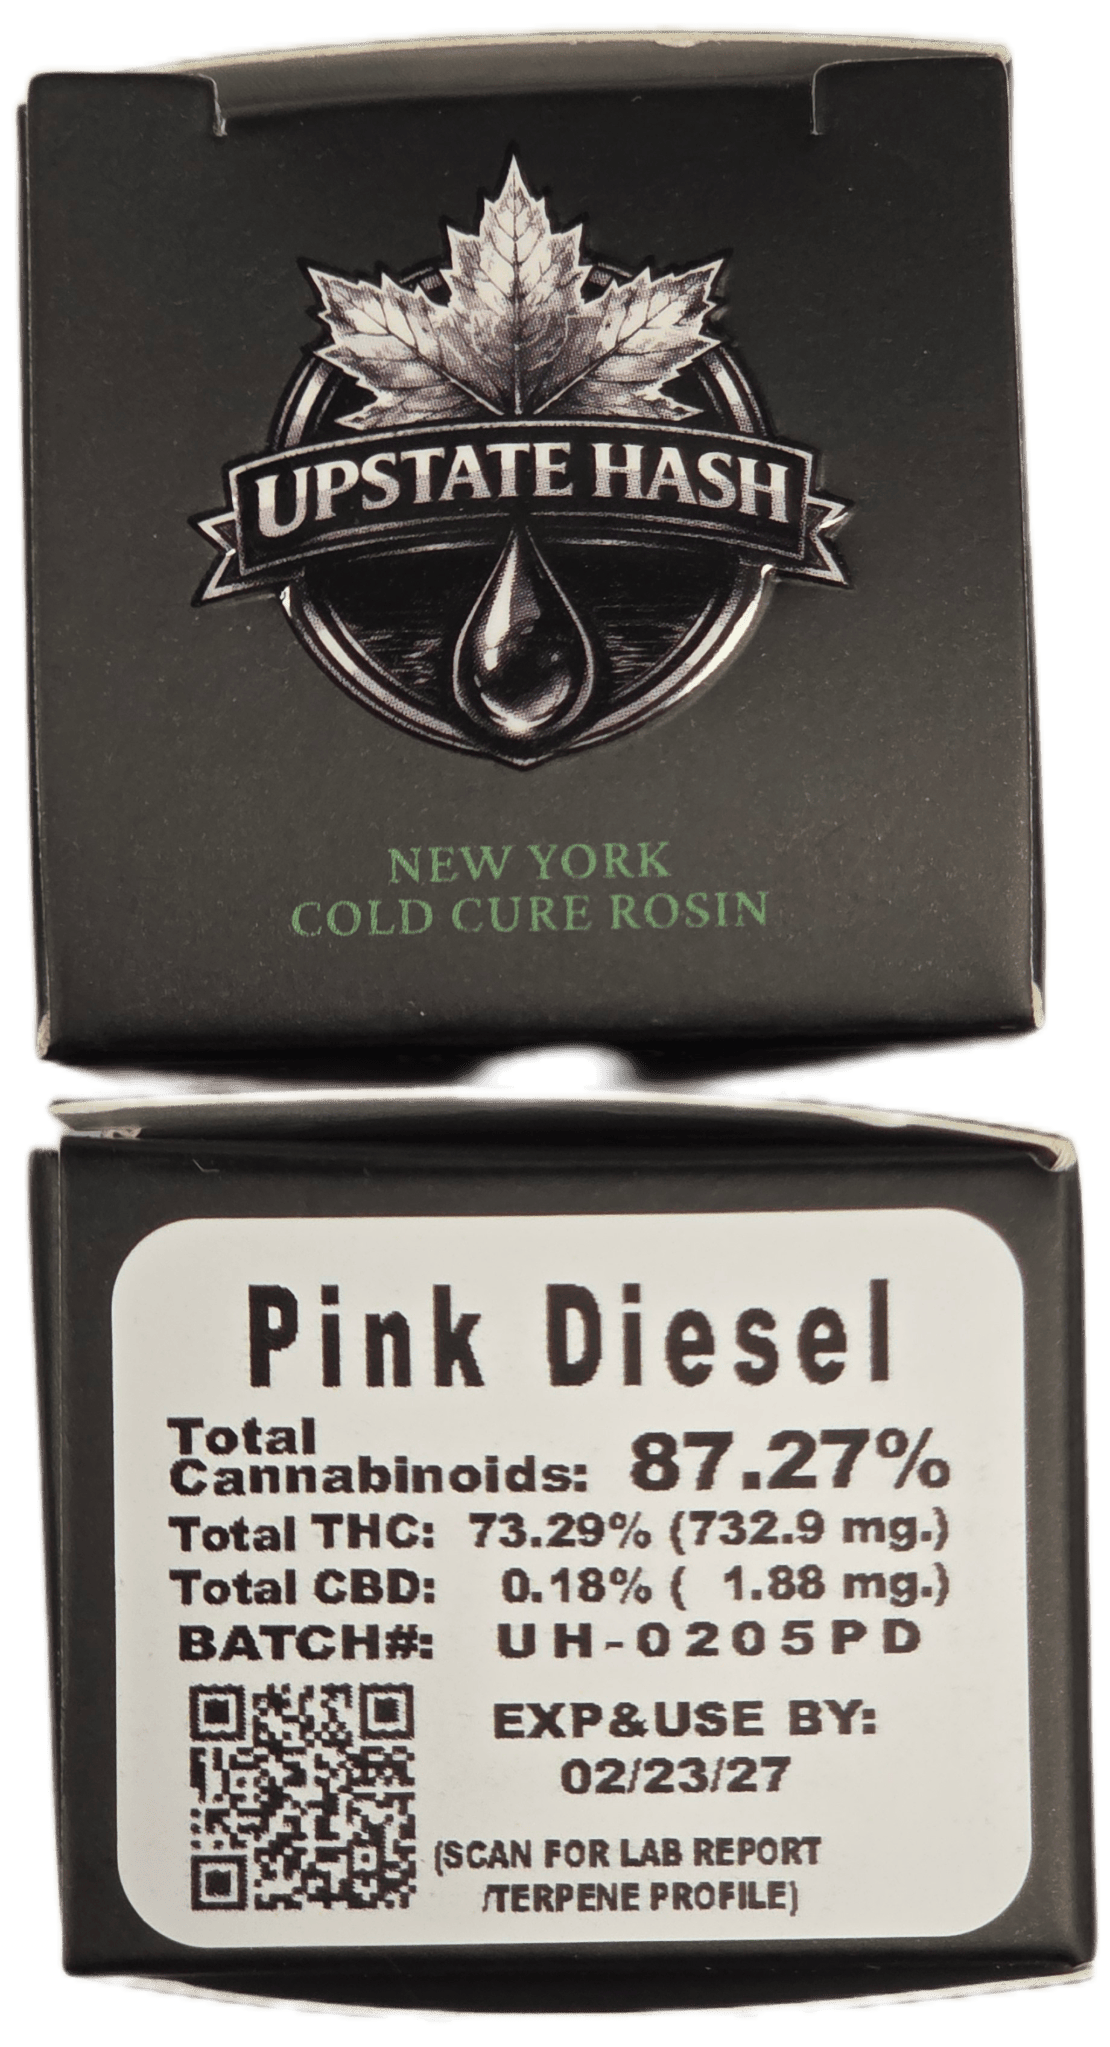 UPSTATE HASH
NEW YORK
COLD CURE ROSIN
Pink Diesel
Total
Cannabinoids: 87.27%
Total THC: 73.29% (732.9 mg.)
Total CBD: 0.18% ( 1.88 mg.)
BATCH#: UH-0205PD
EXP&USE BY:
02/23/27
(SCAN FOR LAB REPORT
/TERPENE PROFILE)